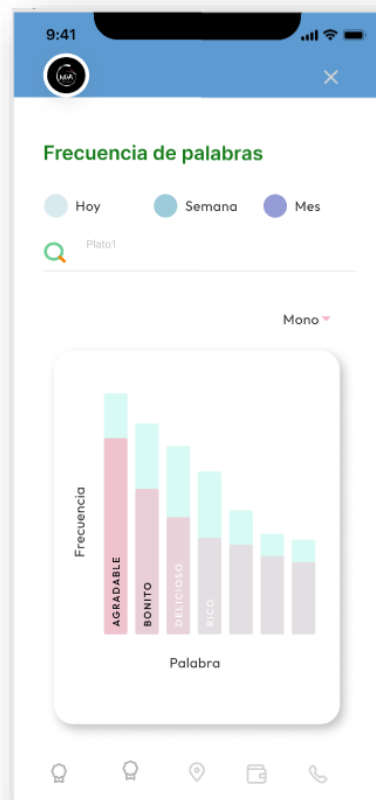 9:41
Frecuencia de palabras
Hoy Semana Mes
Plato1
Mono
Frecuencia
AGRADABLE
BONITO
DELICIOSO
RICO
Palabra